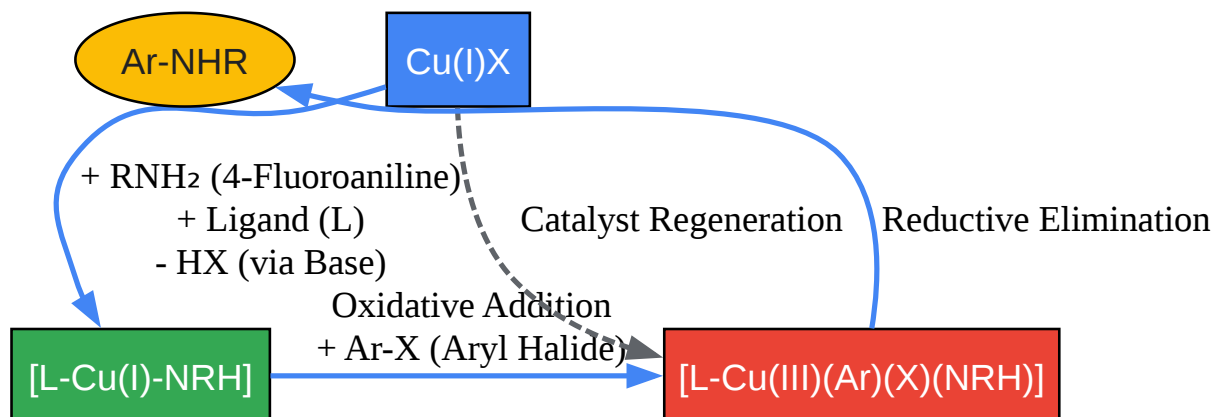 Ar-NHR
Cu(I)X
+ RNH₂ (4-Fluoroaniline)
+ Ligand (L)
- HX (via Base)
Catalyst Regeneration
Reductive Elimination
Oxidative Addition
+ Ar-X (Aryl Halide)
[L-Cu(I)-NRH]
[L-Cu(III)(Ar)(X)(NRH)]